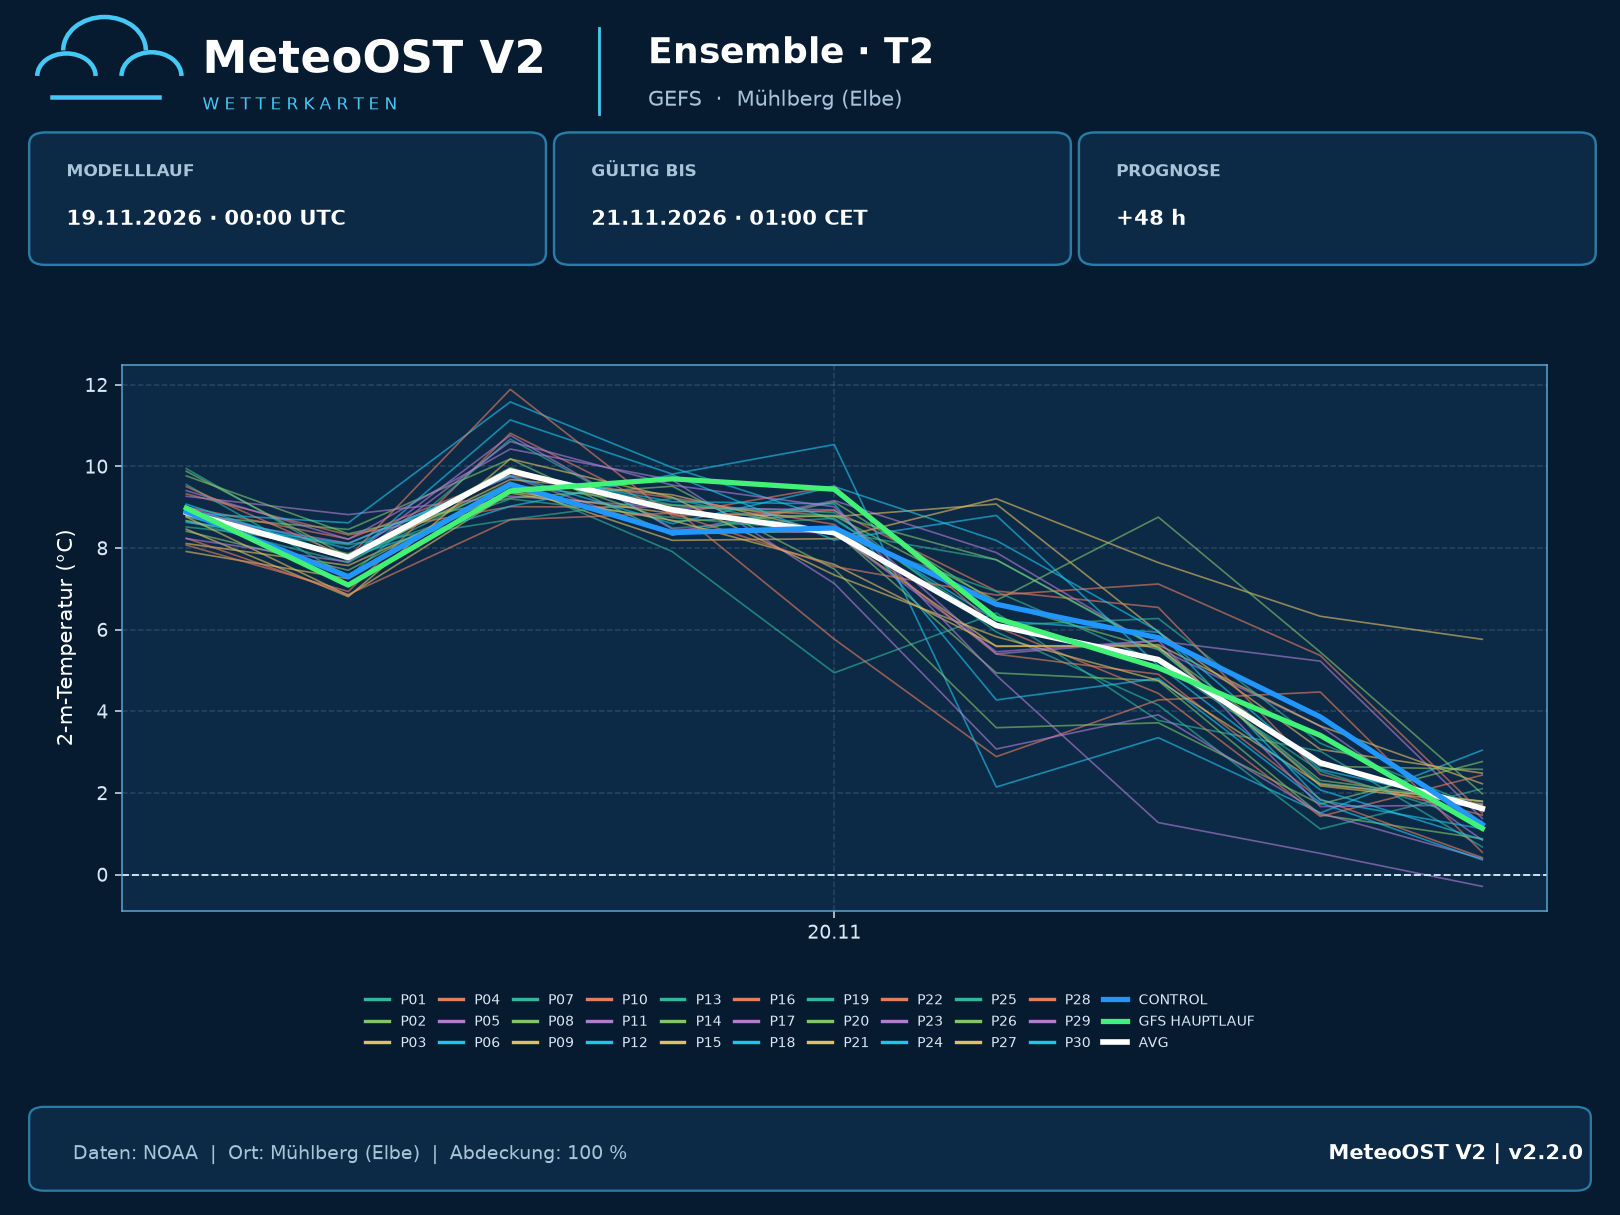 MeteoOST V2
WETTERKARTEN
Ensemble · T2
GEFS · Mühlberg (Elbe)
MODELLLAUF
19.11.2026 · 00:00 UTC
GÜLTIG BIS
21.11.2026 · 01:00 CET
PROGNOSE
+48 h
2-m-Temperatur (°C)
12
10
8
6
4
2
0
20.11
P01 P04 P07 P10 P13 P16 P19 P22 P25 P28 CONTROL
P02 P05 P08 P11 P14 P17 P20 P23 P26 P29 GFS HAUPTLAUF
P03 P06 P09 P12 P15 P18 P21 P24 P27 P30 AVG
Daten: NOAA | Ort: Mühlberg (Elbe) | Abdeckung: 100 %
MeteoOST V2 | v2.2.0